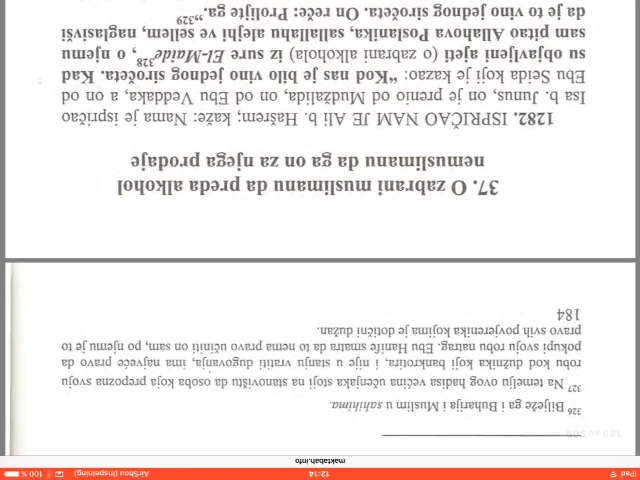 iPad 12:14 AirShou (Inspelning) 100 %
maktabah.info
326 Bilježe ga i Buharija i Muslim u sahihima.
327 Na temelju ovog hadisa većina učenjaka stoji na stanovištu da osoba koja prepozna svoju
robu kod dužnika koji bankrotira, i nije u stanju vratiti dugovanja, ima najveće pravo da
pokupi svoju robu natrag. Ebu Hanife smatra da to nema pravo učiniti on sam, po njemu je to
pravo svih povjerenika kojima je dotični dužan.
184
37. O zabrani muslimanu da preda alkohol
nemuslimanu da ga on za njega prodaje
1282. ISPRIČAO NAM JE Ali b. Hašrem; kaže: Nama je ispričao
Isa b. Junus, on je prenio od Mudžalida, on od Ebu Veddaka, a on od
Ebu Seida koji je kazao: “Kod nas je bilo vino jednog siročeta. Kad
su objavljeni ajeti (o zabrani alkohola) iz sure El-Maide328, o njemu
sam pitao Allahova Poslanika, sallallahu alejhi ve sellem, naglasivši
da je to vino jednog siročeta. On reče: Prolijte ga.”329